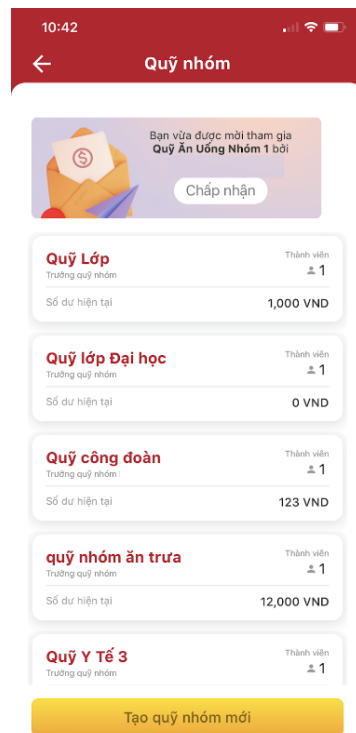 10:42
Quỹ nhóm
Bạn vừa được mời tham gia
Quỹ Ăn Uống Nhóm 1 bởi
Chấp nhận
Quỹ Lớp
Thành viên
Trưởng quỹ nhóm
1
Số dư hiện tại
1,000 VND
Quỹ lớp Đại học
Thành viên
Trưởng quỹ nhóm
1
Số dư hiện tại
0 VND
Quỹ công đoàn
Thành viên
Trưởng quỹ nhóm
1
Số dư hiện tại
123 VND
quỹ nhóm ăn trưa
Thành viên
Trưởng quỹ nhóm
1
Số dư hiện tại
12,000 VND
Quỹ Y Tế 3
Thành viên
Trưởng quỹ nhóm
1
Tạo quỹ nhóm mới